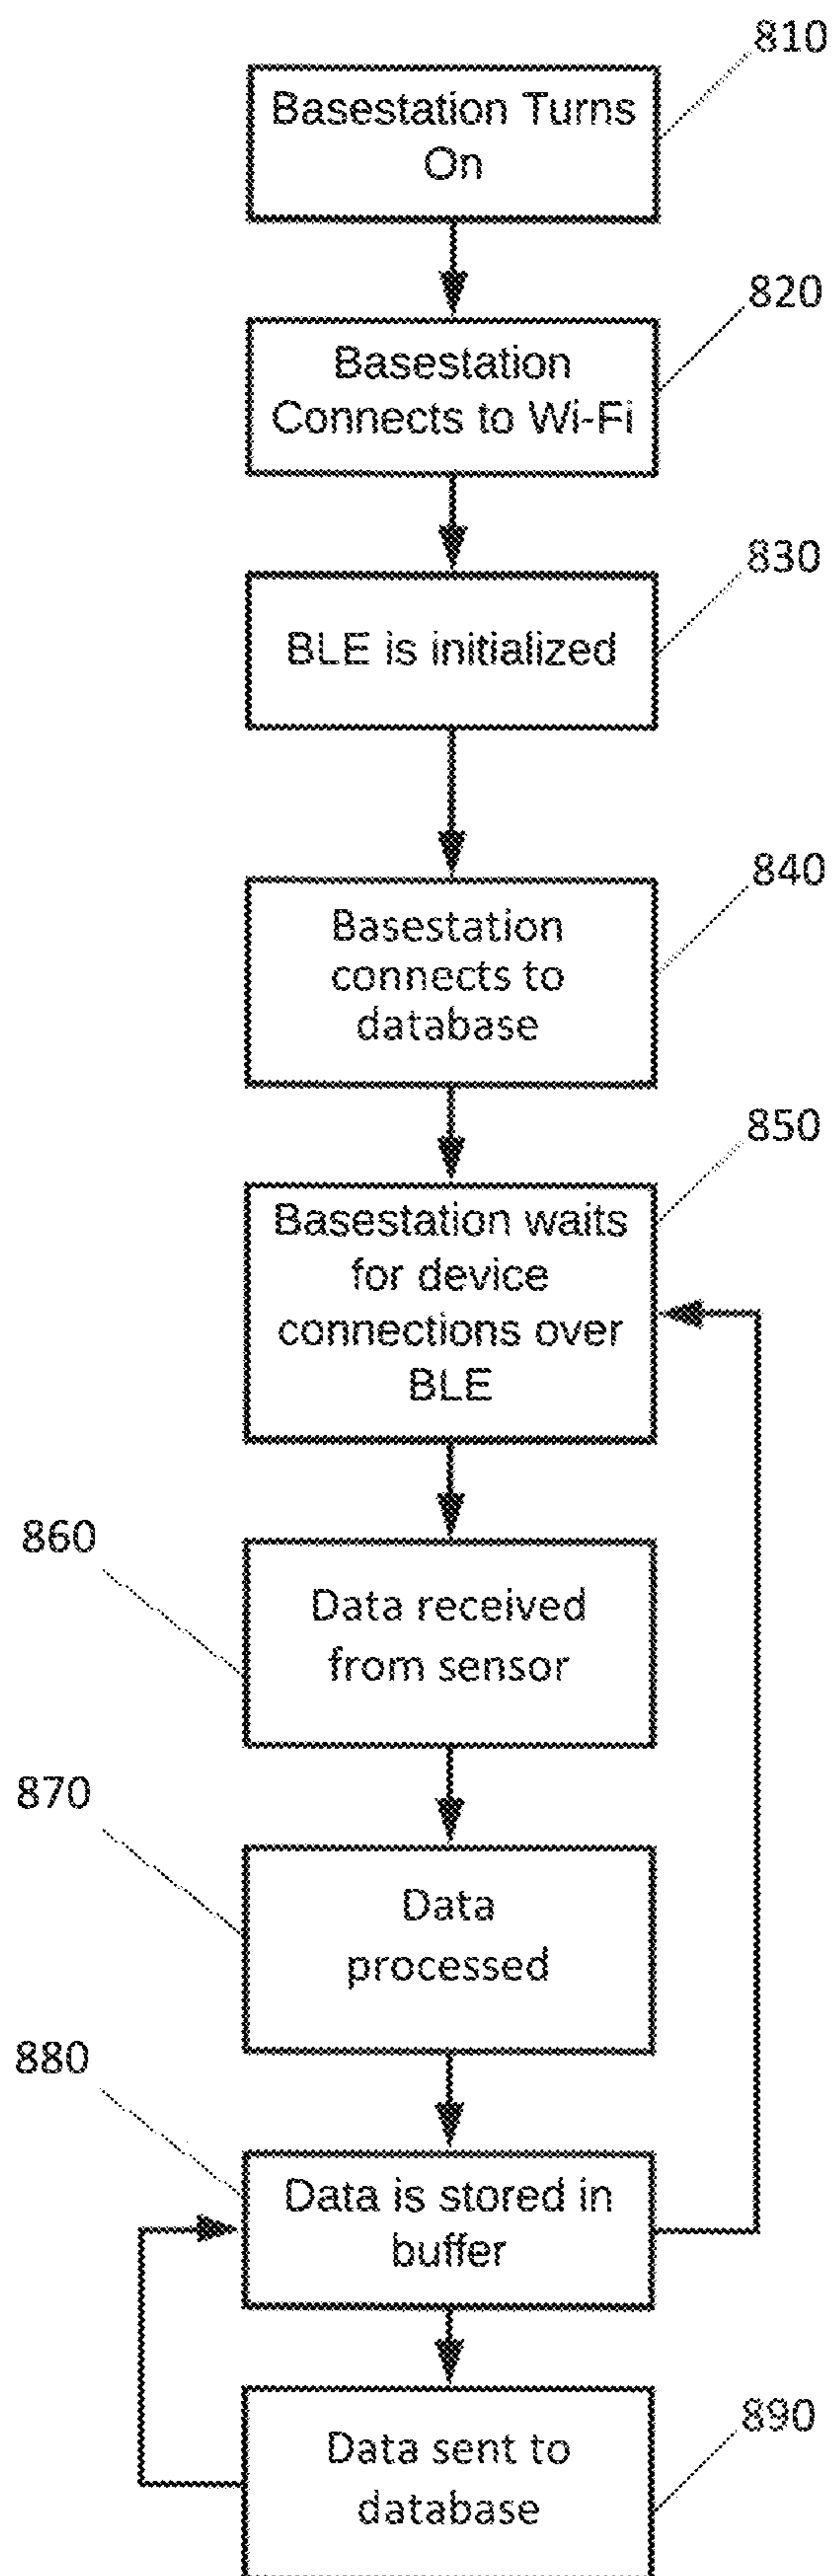 810
Basestation Turns
On
820
Basestation
Connects to Wi-Fi
830
BLE is initialized
840
Basestation
connects to
database
850
Basestation waits
for device
connections over
BLE
860
Data received
from sensor
870
Data
processed
880
Data is stored in
buffer
890
Data sent to
database